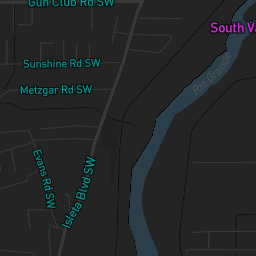 Gun Club Rd SW
South Va
Sunshine Rd SW
Rio Grande
Metzgar Rd SW
Evans Rd SW
Isleta Blvd SW